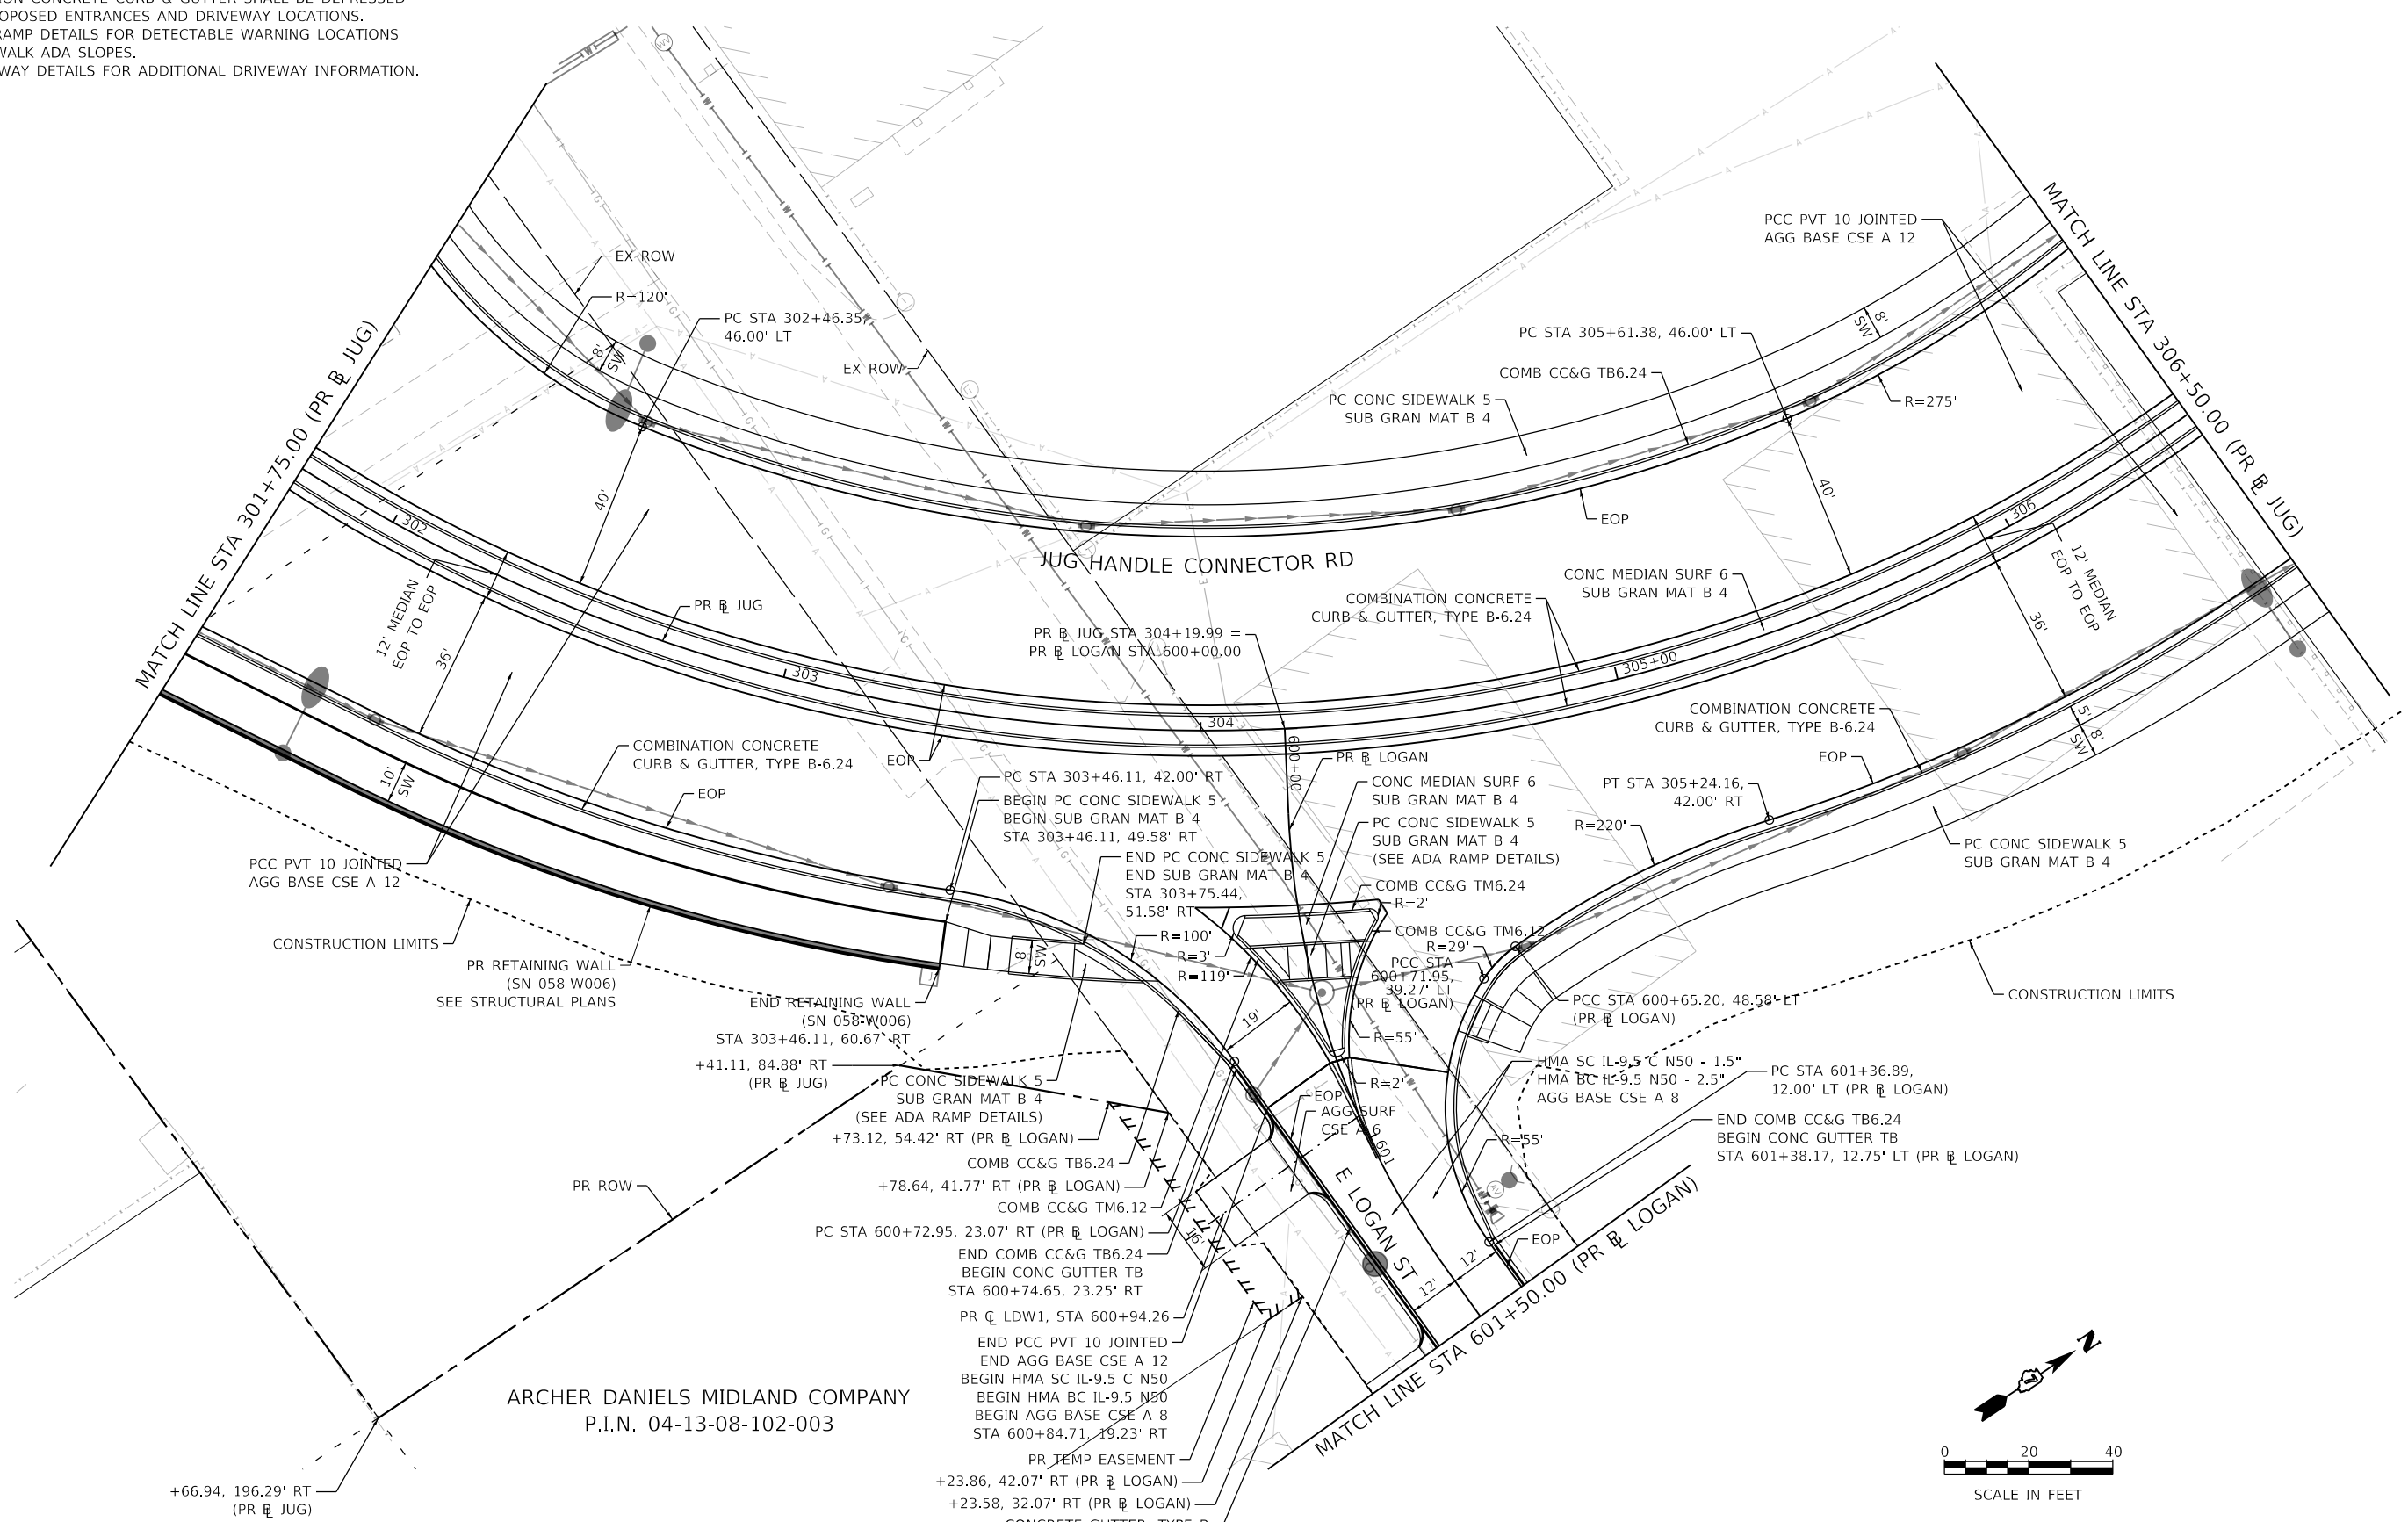 OPOSED ENTRANCES AND DRIVEWAY LOCATIONS.
RAMP DETAILS FOR DETECTABLE WARNING LOCATIONS
WALK ADA SLOPES.
WAY DETAILS FOR ADDITIONAL DRIVEWAY INFORMATION.
WV
EX ROW
R=120'
PC STA 302+46.35,
46.00' LT
EX ROW
8'
SW
40'
MATCH LINE STA 301+75.00 (PR BL JUG)
302
12' MEDIAN
EOP TO EOP
36'
PR BL JUG
303
JUG HANDLE CONNECTOR RD
PCC PVT 10 JOINTED
AGG BASE CSE A 12
MATCH LINE STA 306+50.00 (PR BL JUG)
8'
SW
PC STA 305+61.38, 46.00' LT
COMB CC&G TB6.24
PC CONC SIDEWALK 5
SUB GRAN MAT B 4
R=275'
EOP
40'
306
CONC MEDIAN SURF 6
SUB GRAN MAT B 4
COMBINATION CONCRETE
CURB & GUTTER, TYPE B-6.24
12' MEDIAN
EOP TO EOP
36'
PR BL JUG STA 304+19.99 =
PR BL LOGAN STA 600+00.00
305+00
304
600+00
COMBINATION CONCRETE
CURB & GUTTER, TYPE B-6.24
EOP
5'
8'
SW
COMBINATION CONCRETE
CURB & GUTTER, TYPE B-6.24
EOP
EOP
10'
SW
PCC PVT 10 JOINTED
AGG BASE CSE A 12
CONSTRUCTION LIMITS
PR RETAINING WALL
(SN 058-W006)
SEE STRUCTURAL PLANS
PC STA 303+46.11, 42.00' RT
BEGIN PC CONC SIDEWALK 5
BEGIN SUB GRAN MAT B 4
STA 303+46.11, 49.58' RT
END PC CONC SIDEWALK 5
END SUB GRAN MAT B 4
STA 303+75.44,
51.58' RT
PR BL LOGAN
CONC MEDIAN SURF 6
SUB GRAN MAT B 4
PC CONC SIDEWALK 5
SUB GRAN MAT B 4
(SEE ADA RAMP DETAILS)
COMB CC&G TM6.24
R=2'
COMB CC&G TM6.12
R=29'
PCC STA
600+71.95,
39.27' LT
(PR BL LOGAN)
PT STA 305+24.16,
42.00' RT
R=220'
PC CONC SIDEWALK 5
SUB GRAN MAT B 4
R=100'
R=3'
R=119'
8'
SW
19'
END RETAINING WALL
(SN 058-W006)
STA 303+46.11, 60.67' RT
PCC STA 600+65.20, 48.58' LT
(PR BL LOGAN)
CONSTRUCTION LIMITS
R=55'
+41.11, 84.88' RT
(PR BL JUG)
PC CONC SIDEWALK 5
SUB GRAN MAT B 4
(SEE ADA RAMP DETAILS)
R=2'
HMA SC IL-9.5 C N50 - 1.5"
HMA BC IL-9.5 N50 - 2.5"
AGG BASE CSE A 8
PC STA 601+36.89,
12.00' LT (PR BL LOGAN)
EOP
AGG SURF
CSE A 6
601
R=55'
END COMB CC&G TB6.24
BEGIN CONC GUTTER TB
STA 601+38.17, 12.75' LT (PR BL LOGAN)
+73.12, 54.42' RT (PR BL LOGAN)
COMB CC&G TB6.24
+78.64, 41.77' RT (PR BL LOGAN)
COMB CC&G TM6.12
PC STA 600+72.95, 23.07' RT (PR BL LOGAN)
END COMB CC&G TB6.24
BEGIN CONC GUTTER TB
STA 600+74.65, 23.25' RT
PR CL LDW1, STA 600+94.26
END PCC PVT 10 JOINTED
END AGG BASE CSE A 12
BEGIN HMA SC IL-9.5 C N50
BEGIN HMA BC IL-9.5 N50
BEGIN AGG BASE CSE A 8
STA 600+84.71, 19.23' RT
PR TEMP EASEMENT
+23.86, 42.07' RT (PR BL LOGAN)
+23.58, 32.07' RT (PR BL LOGAN)
PR ROW
16'
E LOGAN ST
12'
12'
EOP
AV
MATCH LINE STA 601+50.00 (PR BL LOGAN)
ARCHER DANIELS MIDLAND COMPANY
P.I.N. 04-13-08-102-003
+66.94, 196.29' RT
(PR BL JUG)
N
0 20 40
SCALE IN FEET